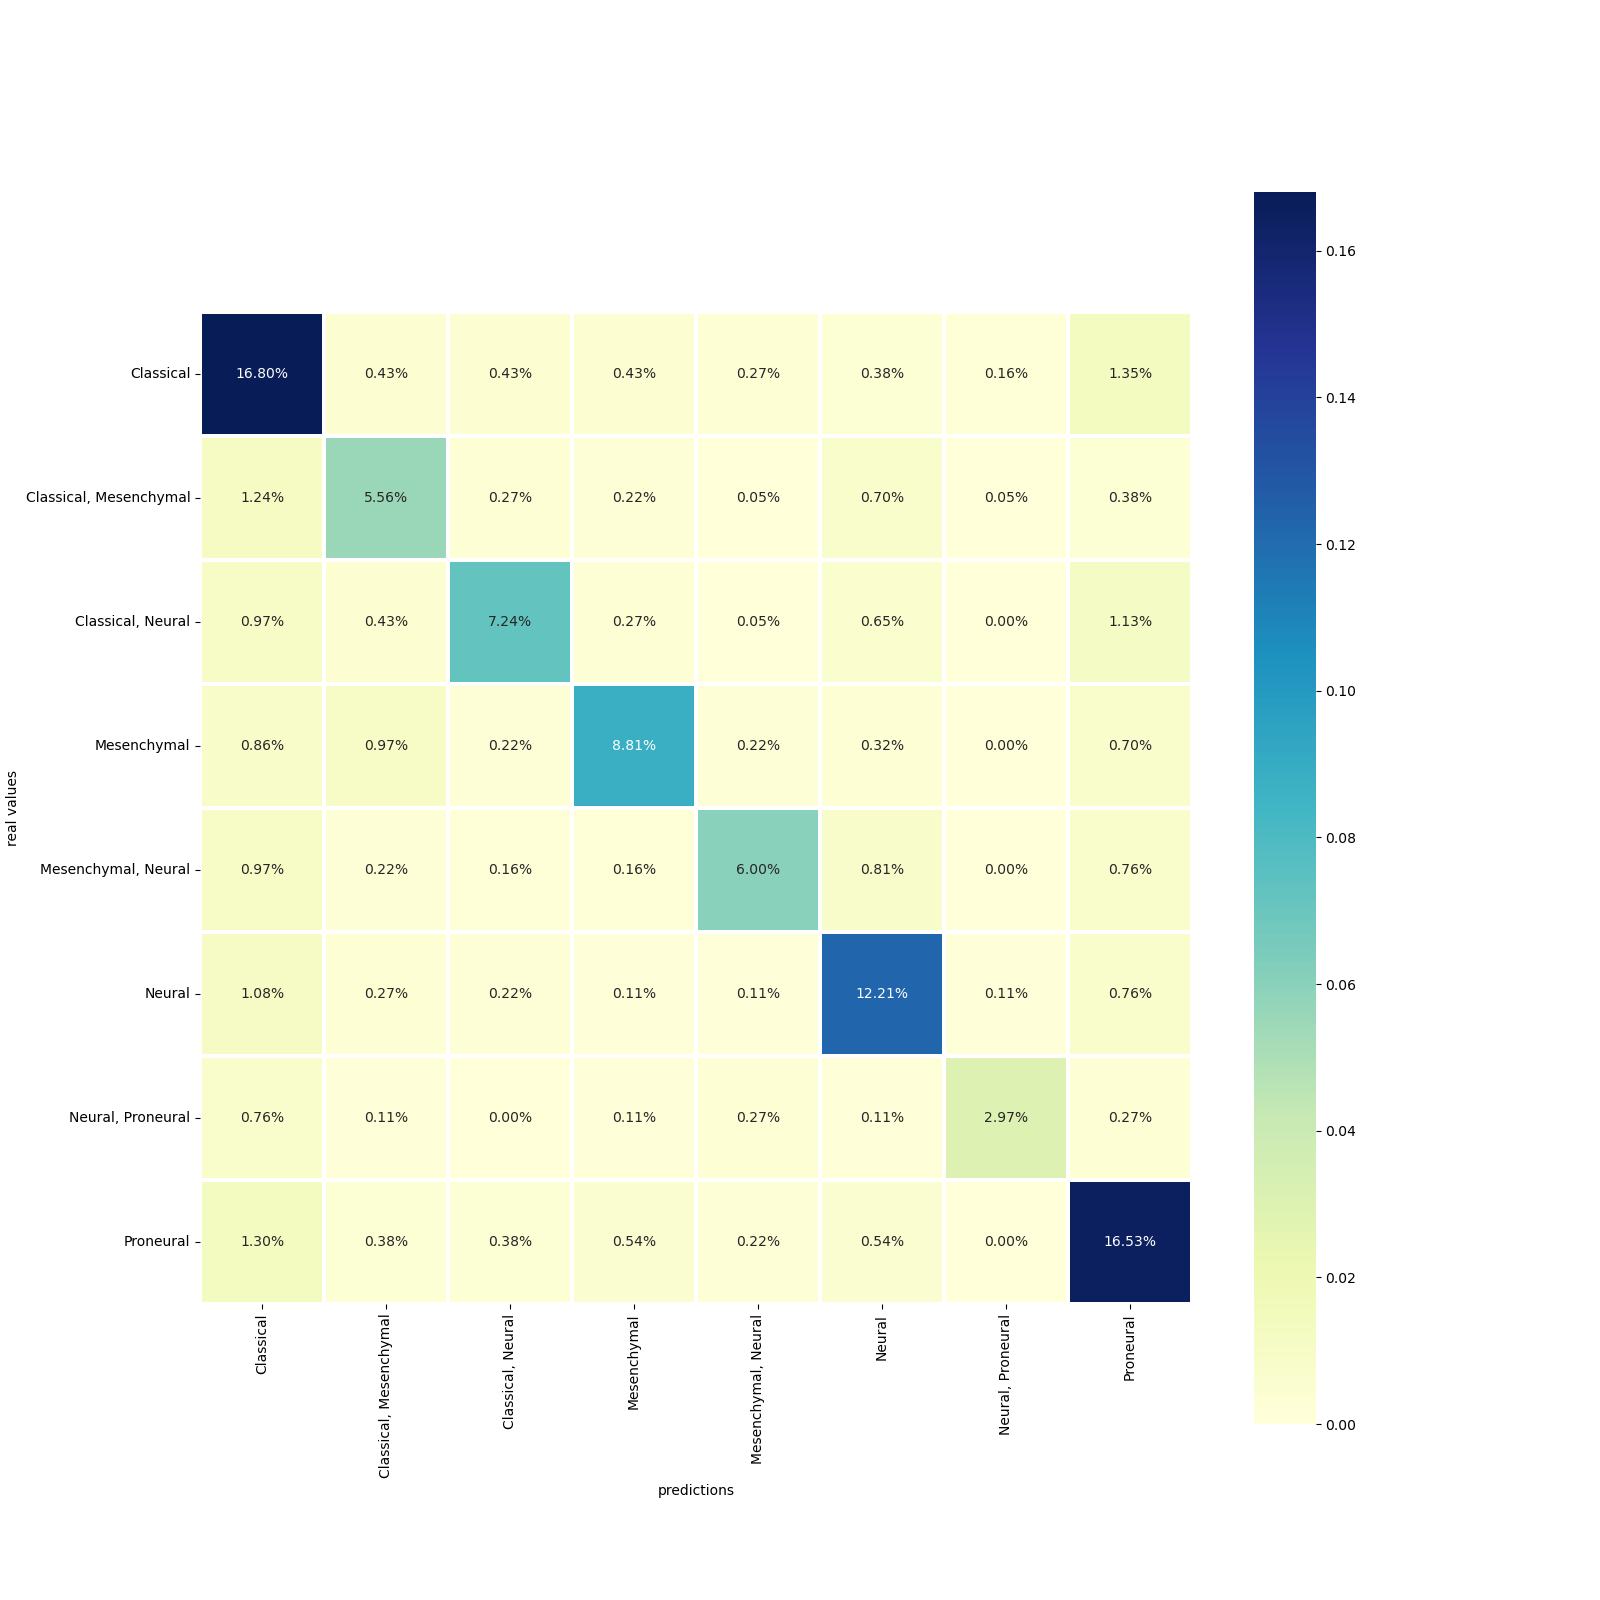 0.16
Classical 16.80% 0.43% 0.43% 0.43% 0.27% 0.38% 0.16% 1.35%
0.14
Classical, Mesenchymal 1.24% 5.56% 0.27% 0.22% 0.05% 0.70% 0.05% 0.38%
0.12
Classical, Neural 0.97% 0.43% 7.24% 0.27% 0.05% 0.65% 0.00% 1.13%
0.10
Mesenchymal 0.86% 0.97% 0.22% 8.81% 0.22% 0.32% 0.00% 0.70%
real values
0.08
Mesenchymal, Neural 0.97% 0.22% 0.16% 0.16% 6.00% 0.81% 0.00% 0.76%
0.06
Neural 1.08% 0.27% 0.22% 0.11% 0.11% 12.21% 0.11% 0.76%
0.04
Neural, Proneural 0.76% 0.11% 0.00% 0.11% 0.27% 0.11% 2.97% 0.27%
0.02
Proneural 1.30% 0.38% 0.38% 0.54% 0.22% 0.54% 0.00% 16.53%
0.00
Classical
Classical, Mesenchymal
Classical, Neural
Mesenchymal
Mesenchymal, Neural
Neural
Neural, Proneural
Proneural
predictions